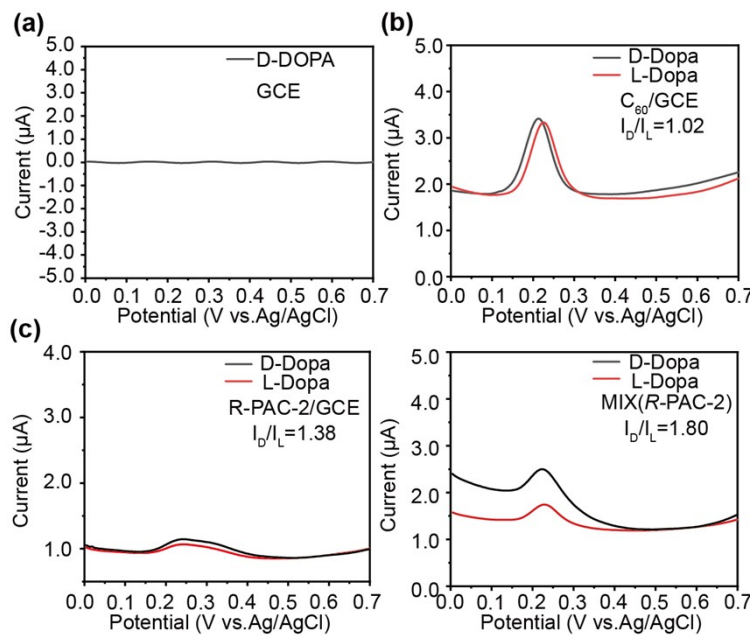 (a)
5.0
4.0
3.0
2.0
1.0
0.0
-1.0
-2.0
-3.0
-4.0
-5.0
Current (µA)
D-DOPA
GCE
0.0 0.1 0.2 0.3 0.4 0.5 0.6 0.7
Potential (V vs.Ag/AgCl)
(b)
5.0
4.0
3.0
2.0
1.0
0.0
Current (µA)
D-Dopa
L-Dopa
C60/GCE
ID/IL=1.02
0.0 0.1 0.2 0.3 0.4 0.5 0.6 0.7
Potential (V vs.Ag/AgCl)
(c)
4.0
3.0
2.0
1.0
Current (µA)
D-Dopa
L-Dopa
R-PAC-2/GCE
ID/IL=1.38
0.0 0.1 0.2 0.3 0.4 0.5 0.6 0.7
Potential (V vs.Ag/AgCl)
5.0
4.0
3.0
2.0
1.0
0.0
Current (µA)
D-Dopa
L-Dopa
MIX(R-PAC-2)
ID/IL=1.80
0.0 0.1 0.2 0.3 0.4 0.5 0.6 0.7
Potential (V vs.Ag/AgCl)